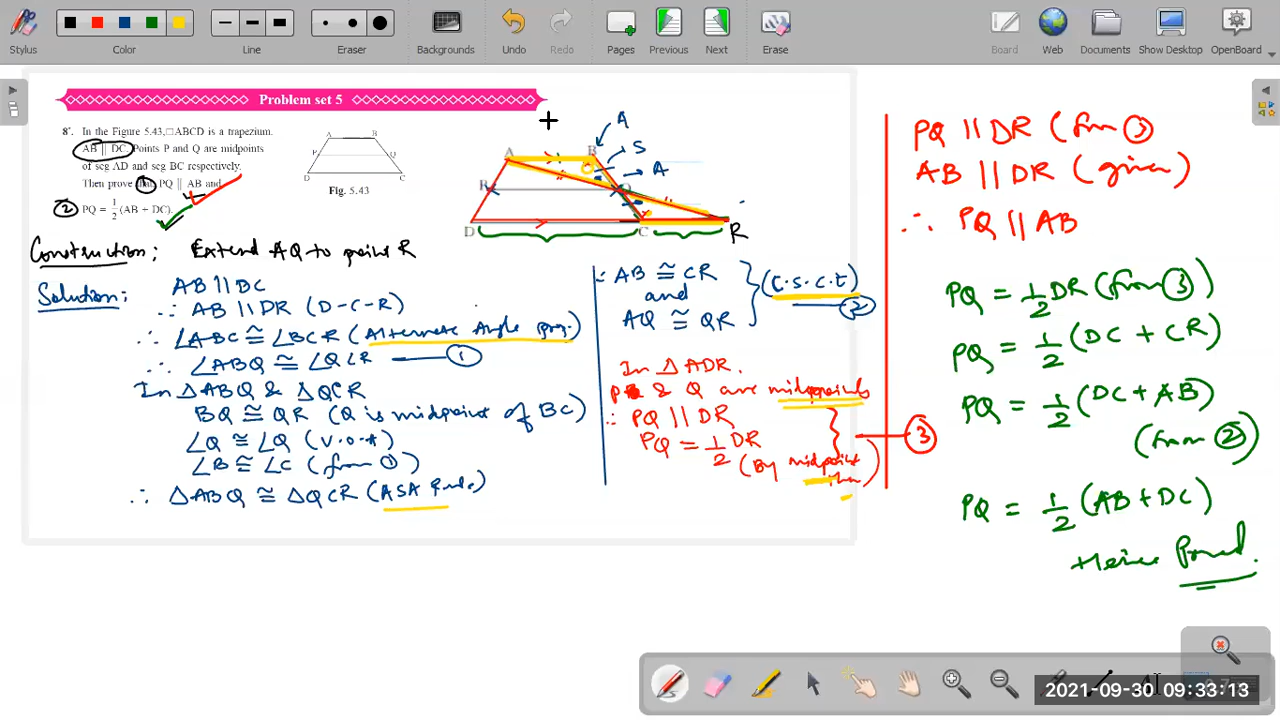 Stylus
Color
Line
Eraser
Backgrounds
Undo
Redo
Pages
Previous
Next
Erase
Board
Web
Documents
Show Desktop
OpenBoard
Problem set 5
8*. In the Figure 5.43, □ABCD is a trapezium.
AB || DC. Points P and Q are midpoints
of seg AD and seg BC respectively.
Then prove that, PQ || AB and
② PQ = 1/2 (AB + DC).
A B
P Q
D C
Fig. 5.43
A
S
A
A B
Q
D C R
Construction: Extend AQ to point R
Solution: AB || DC
∴ AB || DR (D-C-R)
∴ ∠ABC ≅ ∠BCR (Alternate Angle prop.)
∴ ∠ABQ ≅ ∠QCR —— ①
In △ABQ & △QCR
BQ ≅ QR (Q is midpoint of BC)
∠Q ≅ ∠Q (V.O.A)
∠B ≅ ∠C (from ①)
∴ △ABQ ≅ △QCR (ASA Rule)
∴ AB ≅ CR
and
AQ ≅ QR
(C.S.C.T)
②
In △ADR.
P & Q are midpoints
∴ PQ || DR
PQ = 1/2 DR
(By midpoint thm)
③
PQ || DR (from ③)
AB || DR (given)
∴ PQ || AB
PQ = 1/2 DR (from ③)
PQ = 1/2 (DC + CR)
PQ = 1/2 (DC + AB)
(from ②)
PQ = 1/2 (AB + DC)
Hence Proved.
2021-09-30 09:33:13